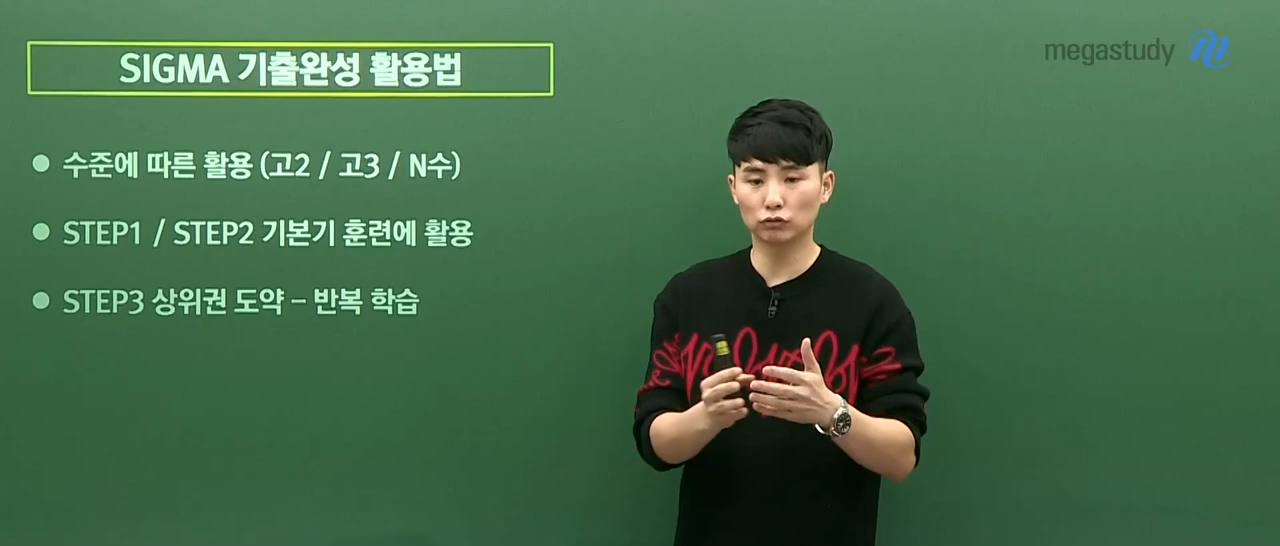 SIGMA 기출완성 활용법
megastudy
● 수준에 따른 활용 (고2 / 고3 / N수)
● STEP1 / STEP2 기본기 훈련에 활용
● STEP3 상위권 도약 – 반복 학습